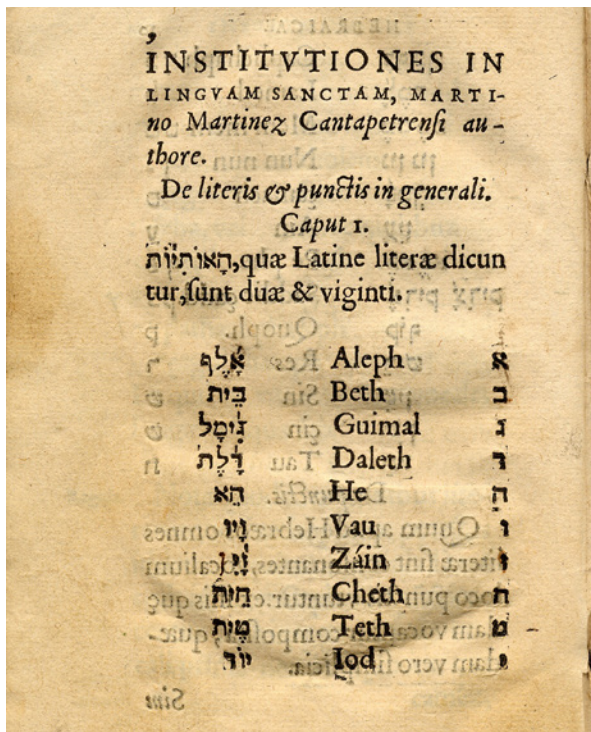 INSTITVTIONES IN
LINGVAM SANCTAM, MARTI-
no Martinez Cantapetrensi au-
thore.
De literis & punctis in generali.
Caput 1.
הָאוֹתִיּוֹת, quæ Latine literæ dicun
tur, sunt duæ & viginti.
אָלֶף Aleph א
בֵּית Beth ב
גִּימָל Guimal ג
דָּלֶת Daleth ד
הֵא He ה
וָיו Vau ו
זַיִן Záin ז
חֵית Cheth ח
טֵית Teth ט
יוֹד Iod י